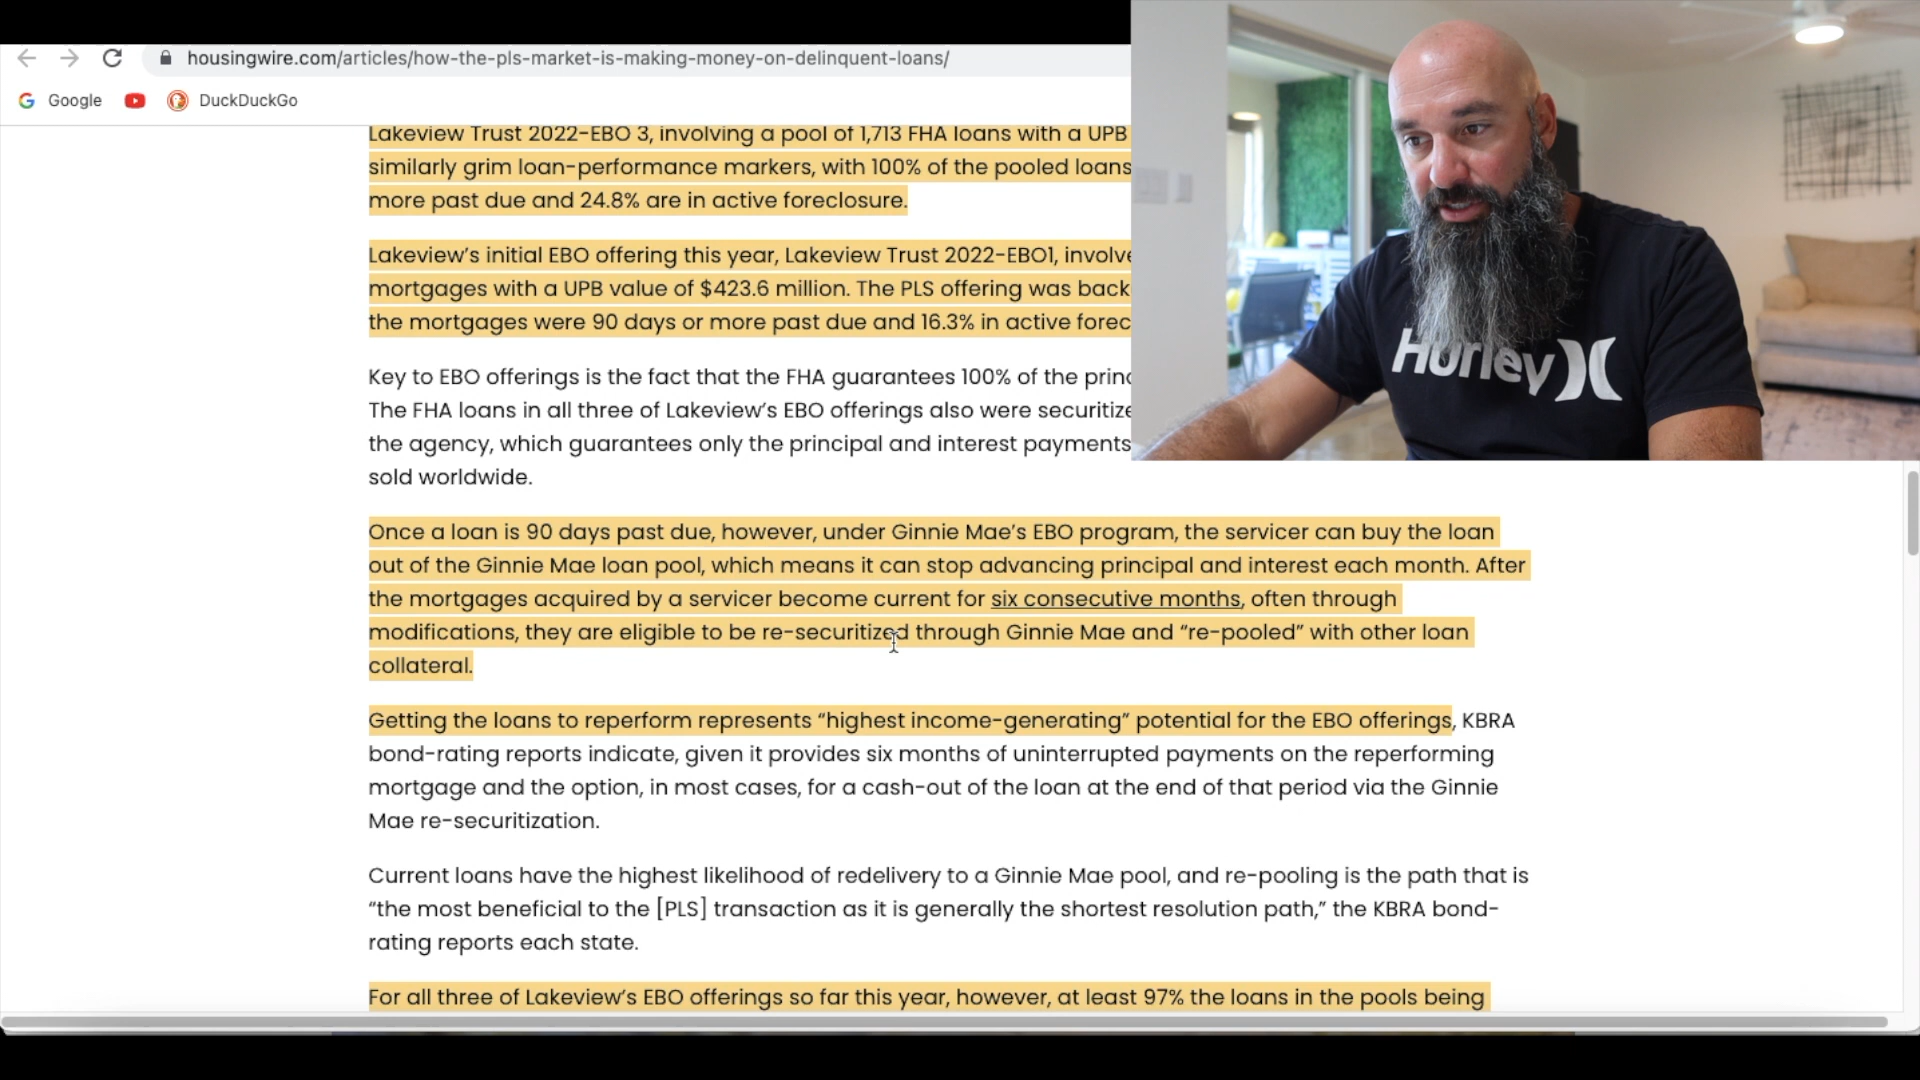 housingwire.com/articles/how-the-pls-market-is-making-money-on-delinquent-loans/
Google DuckDuckGo
Lakeview Trust 2022-EBO 3, involving a pool of 1,713 FHA loans with a UPB
similarly grim loan-performance markers, with 100% of the pooled loans
more past due and 24.8% are in active foreclosure.
Lakeview’s initial EBO offering this year, Lakeview Trust 2022-EBO1,
mortgages with a UPB value of $423.6 million. The PLS offering was back
the mortgages were 90 days or more past due and 16.3% in active
Key to EBO offerings is the fact that the FHA guarantees 100% of the
The FHA loans in all three of Lakeview’s EBO offerings also were
the agency, which guarantees only the principal and interest payments
sold worldwide.
Once a loan is 90 days past due, however, under Ginnie Mae’s EBO program, the servicer can buy the loan
out of the Ginnie Mae loan pool, which means it can stop advancing principal and interest each month. After
the mortgages acquired by a servicer become current for six consecutive months, often through
modifications, they are eligible to be re-securitized through Ginnie Mae and “re-pooled” with other loan
collateral.
Getting the loans to reperform represents “highest income-generating” potential for the EBO offerings, KBRA
bond-rating reports indicate, given it provides six months of uninterrupted payments on the reperforming
mortgage and the option, in most cases, for a cash-out of the loan at the end of that period via the Ginnie
Mae re-securitization.
Current loans have the highest likelihood of redelivery to a Ginnie Mae pool, and re-pooling is the path that is
“the most beneficial to the [PLS] transaction as it is generally the shortest resolution path,” the KBRA bond-
rating reports each state.
For all three of Lakeview’s EBO offerings so far this year, however, at least 97% the loans in the pools being
Hurley